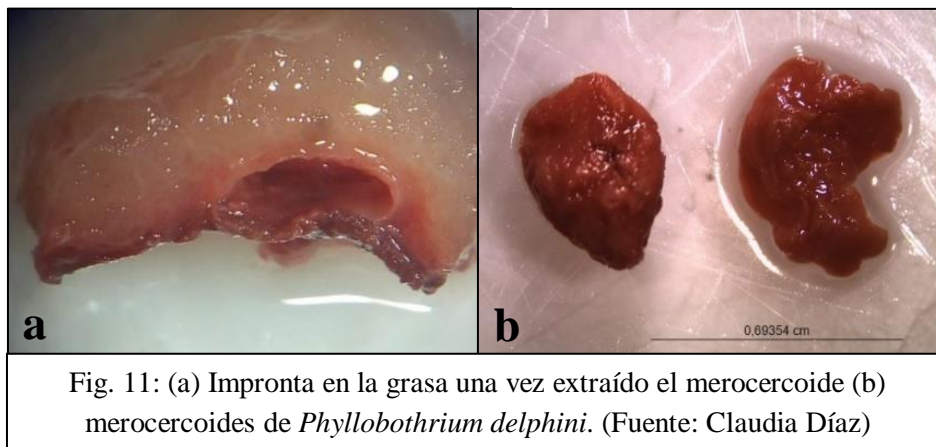 a
b
0,69354 cm
Fig. 11: (a) Impronta en la grasa una vez extraído el merocercoide (b)
merocercoides de Phyllobothrium delphini. (Fuente: Claudia Díaz)